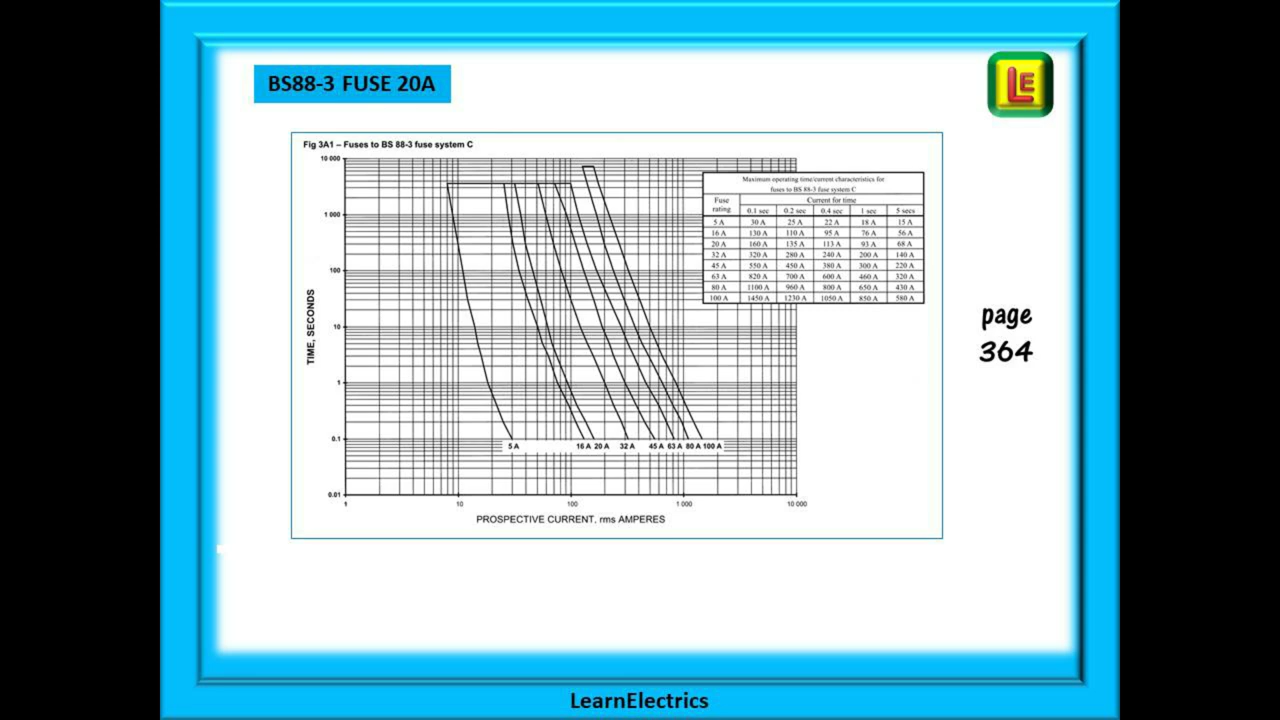 BS88-3 FUSE 20A
LE
Fig 3A1 – Fuses to BS 88-3 fuse system C
10 000
1 000
100
10
1
0.1
0.01
TIME, SECONDS
5 A 16 A 20 A 32 A 45 A 63 A 80 A 100 A
10 100 1 000 10 000
PROSPECTIVE CURRENT, rms AMPERES
Maximum operating time/current characteristics for
fuses to BS 88-3 fuse system C
Fuse rating Current for time
0.1 sec 0.2 sec 0.4 sec 1 sec 5 secs
5 A 30 A 25 A 22 A 18 A 15 A
16 A 130 A 110 A 95 A 76 A 56 A
20 A 160 A 135 A 113 A 93 A 68 A
32 A 320 A 280 A 240 A 200 A 140 A
45 A 550 A 450 A 380 A 300 A 220 A
63 A 820 A 700 A 600 A 460 A 320 A
80 A 1100 A 960 A 800 A 650 A 430 A
100 A 1450 A 1230 A 1050 A 850 A 580 A
page
364
LearnElectrics